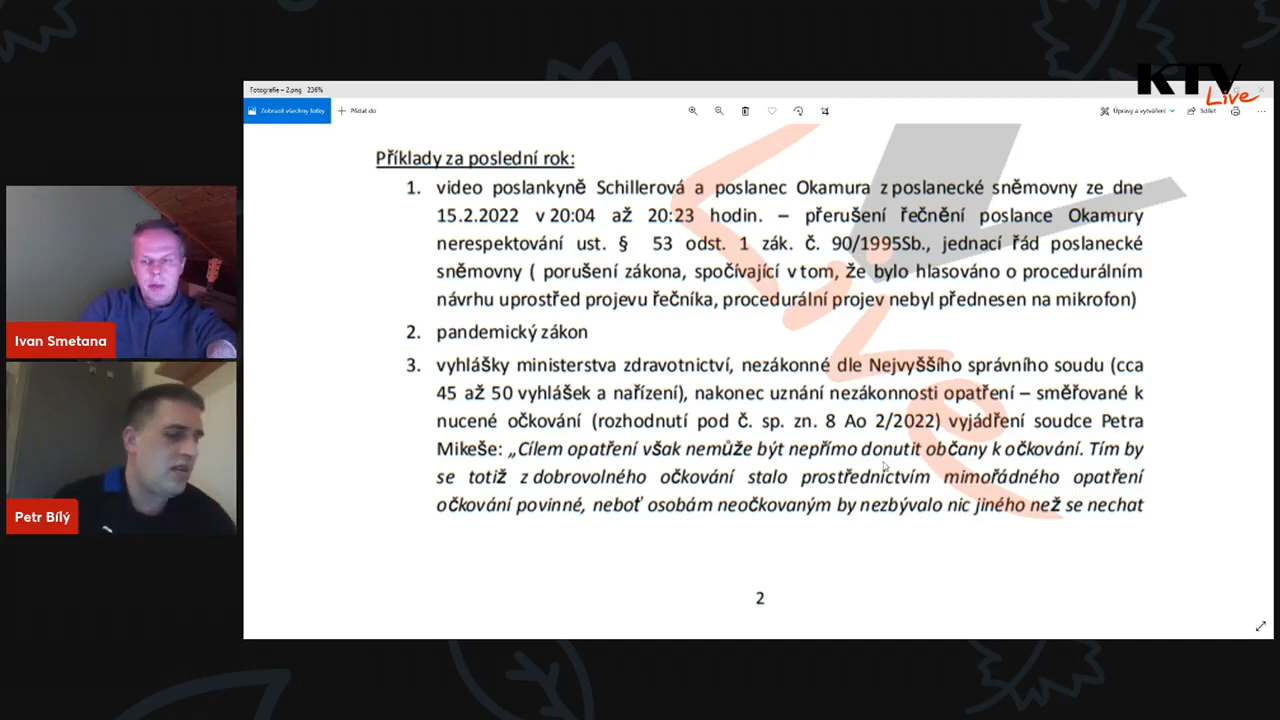 KTV
Live
Fotografie – 2.png 236%
Zobrazit všechny fotky
Přidat do
Úpravy a vytváření
Sdílet
Příklady za poslední rok:
1. video poslankyně Schillerová a poslanec Okamura z poslanecké sněmovny ze dne
15.2.2022 v 20:04 až 20:23 hodin. – přerušení řečnění poslance Okamury
nerespektování ust. § 53 odst. 1 zák. č. 90/1995Sb., jednací řád poslanecké
sněmovny ( porušení zákona, spočívající v tom, že bylo hlasováno o procedurálním
návrhu uprostřed projevu řečníka, procedurální projev nebyl přednesen na mikrofon)
2. pandemický zákon
3. vyhlášky ministerstva zdravotnictví, nezákonné dle Nejvyššího správního soudu (cca
45 až 50 vyhlášek a nařízení), nakonec uznání nezákonnosti opatření – směřované k
nucené očkování (rozhodnutí pod č. sp. zn. 8 Ao 2/2022) vyjádření soudce Petra
Mikeše: „Cílem opatření však nemůže být nepřímo donutit občany k očkování. Tím by
se totiž z dobrovolného očkování stalo prostřednictvím mimořádného opatření
očkování povinné, neboť osobám neočkovaným by nezbývalo nic jiného než se nechat
2
Ivan Smetana
Petr Bílý
Live